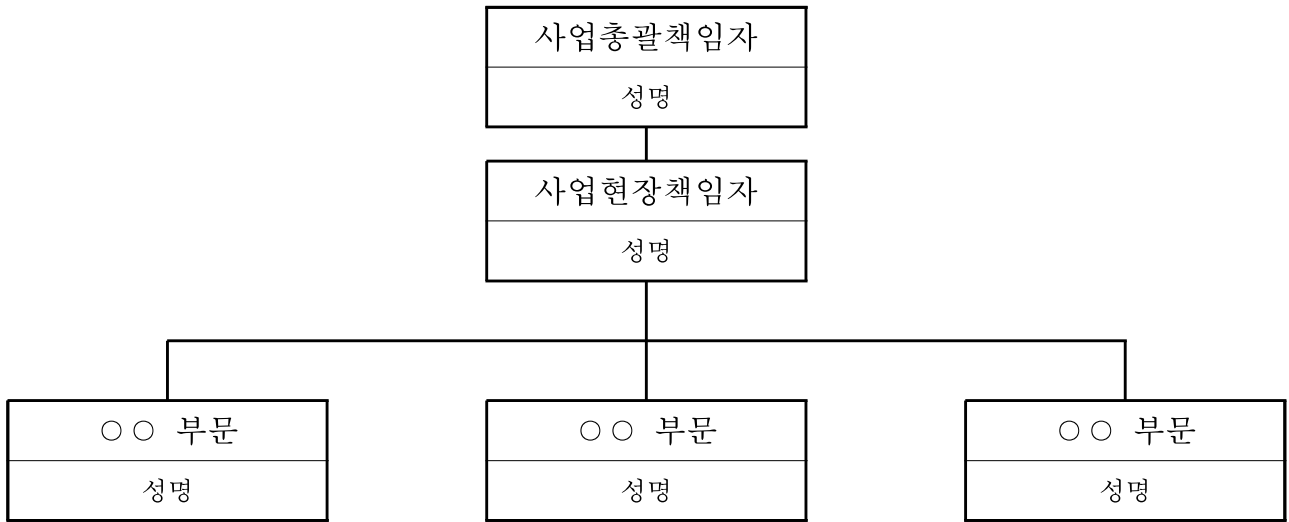 사업총괄책임자
성명
사업현장책임자
성명
○○ 부문
성명
○○ 부문
성명
○○ 부문
성명